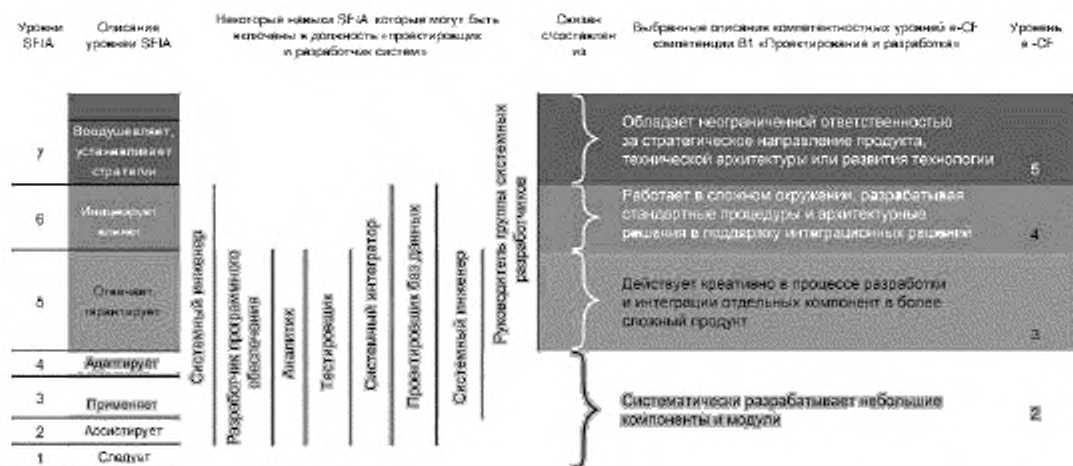 Уровни
SFIA
Описание
уровней SFIA
Некоторые навыки SFIA, которые могут быть
включены в должность «проектировщик
и разработчик систем»
Связан
с/составлен
из
Выбранные описания компетентностных уровней e-CF
компетенции B1 «Проектирование и разработка»
Уровень
e-CF
7
Воодушевляет,
устанавливает
стратегии
6
Инициирует,
влияет
5
Отвечает,
гарантирует
4
Адаптирует
3
Применяет
2
Ассистирует
1
Следует
Системный инженер
Разработчик программного
обеспечения
Аналитик
Тестировщик
Системный интегратор
Проектировщик баз данных
Системный инженер
Руководитель группы системных
разработчиков
Обладает неограниченной ответственностью
за стратегическое направление продукта,
технической архитектуры или развития технологии
5
Работает в сложном окружении, разрабатывая
стандартные процедуры и архитектурные
решения в поддержку интеграционных решений
4
Действует креативно в процессе разработки
и интеграции отдельных компонент в более
сложный продукт
3
Систематически разрабатывает небольшие
компоненты и модули
2